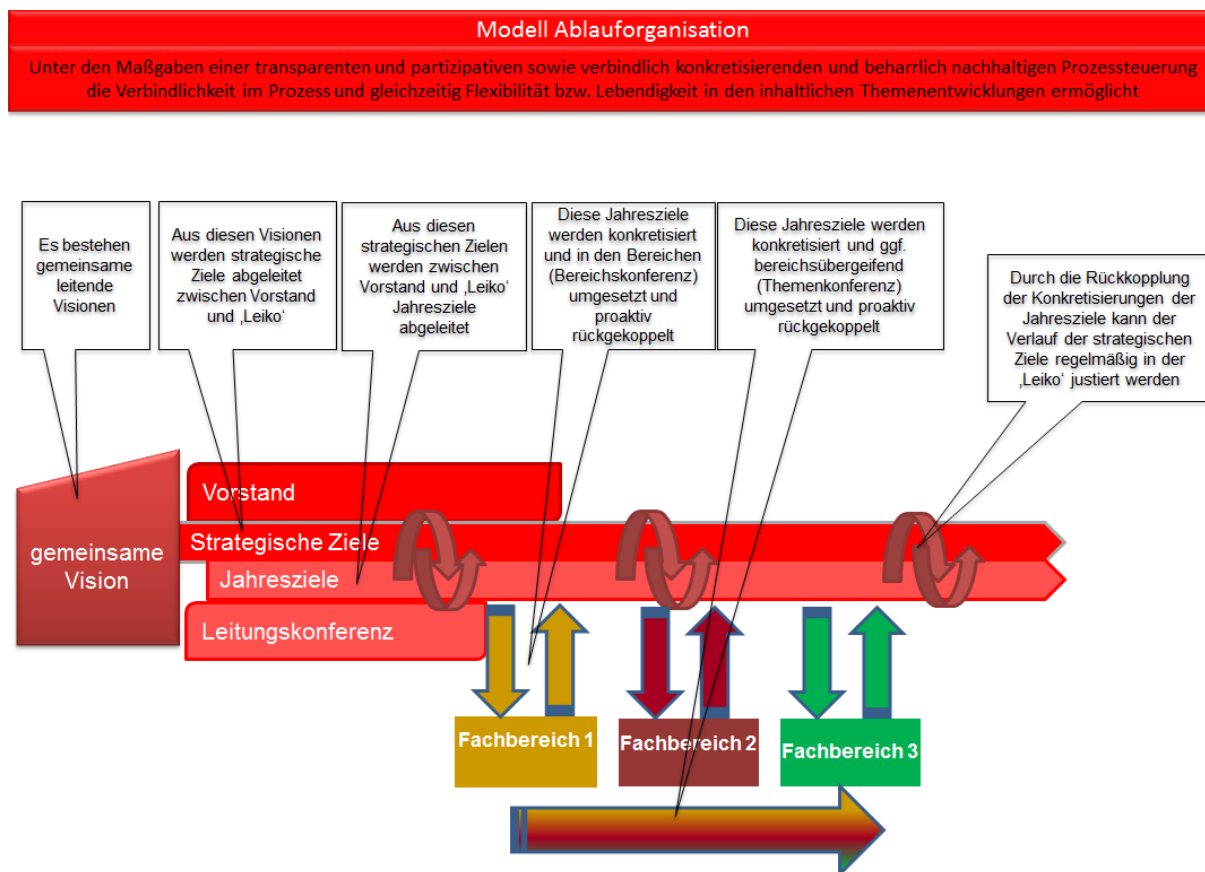 Modell Ablauforganisation
Unter den Maßgaben einer transparenten und partizipativen sowie verbindlich konkretisierenden und beharrlich nachhaltigen Prozessteuerung
die Verbindlichkeit im Prozess und gleichzeitig Flexibilität bzw. Lebendigkeit in den inhaltlichen Themenentwicklungen ermöglicht
Es bestehen
gemeinsame
leitende
Visionen
Aus diesen Visionen
werden strategische
Ziele abgeleitet
zwischen Vorstand
und ‚Leiko'
Aus diesen
strategischen Zielen
werden zwischen
Vorstand und ‚Leiko'
Jahresziele
abgeleitet
Diese Jahresziele
werden konkretisiert
und in den Bereichen
(Bereichskonferenz)
umgesetzt und
proaktiv
rückgekoppelt
Diese Jahresziele werden
konkretisiert und ggf.
bereichsübergeifend
(Themenkonferenz)
umgesetzt und proaktiv
rückgekoppelt
Durch die Rückkopplung
der Konkretisierungen der
Jahresziele kann der
Verlauf der strategischen
Ziele regelmäßig in der
‚Leiko' justiert werden
gemeinsame
Vision
Vorstand
Strategische Ziele
Jahresziele
Leitungskonferenz
Fachbereich 1
Fachbereich 2
Fachbereich 3